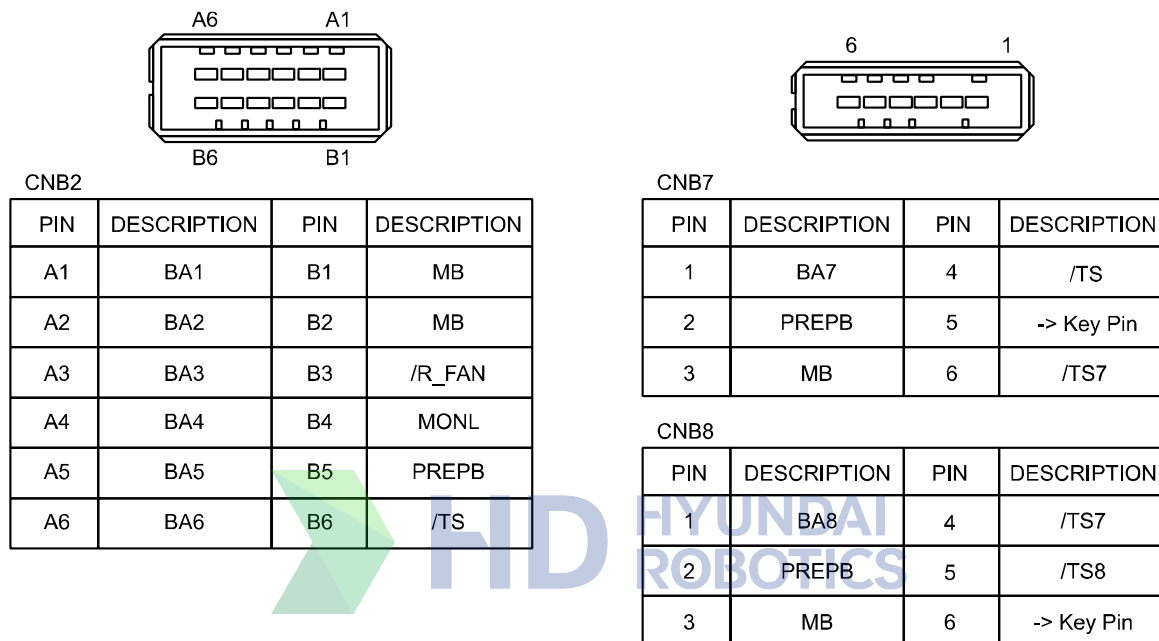 A6 A1
B6 B1
CNB2
PIN DESCRIPTION PIN DESCRIPTION
A1 BA1 B1 MB
A2 BA2 B2 MB
A3 BA3 B3 /R_FAN
A4 BA4 B4 MONL
A5 BA5 B5 PREPB
A6 BA6 B6 /TS
6 1
CNB7
PIN DESCRIPTION PIN DESCRIPTION
1 BA7 4 /TS
2 PREPB 5 -> Key Pin
3 MB 6 /TS7
CNB8
PIN DESCRIPTION PIN DESCRIPTION
1 BA8 4 /TS7
2 PREPB 5 /TS8
3 MB 6 -> Key Pin
HD HYUNDAI
ROBOTICS